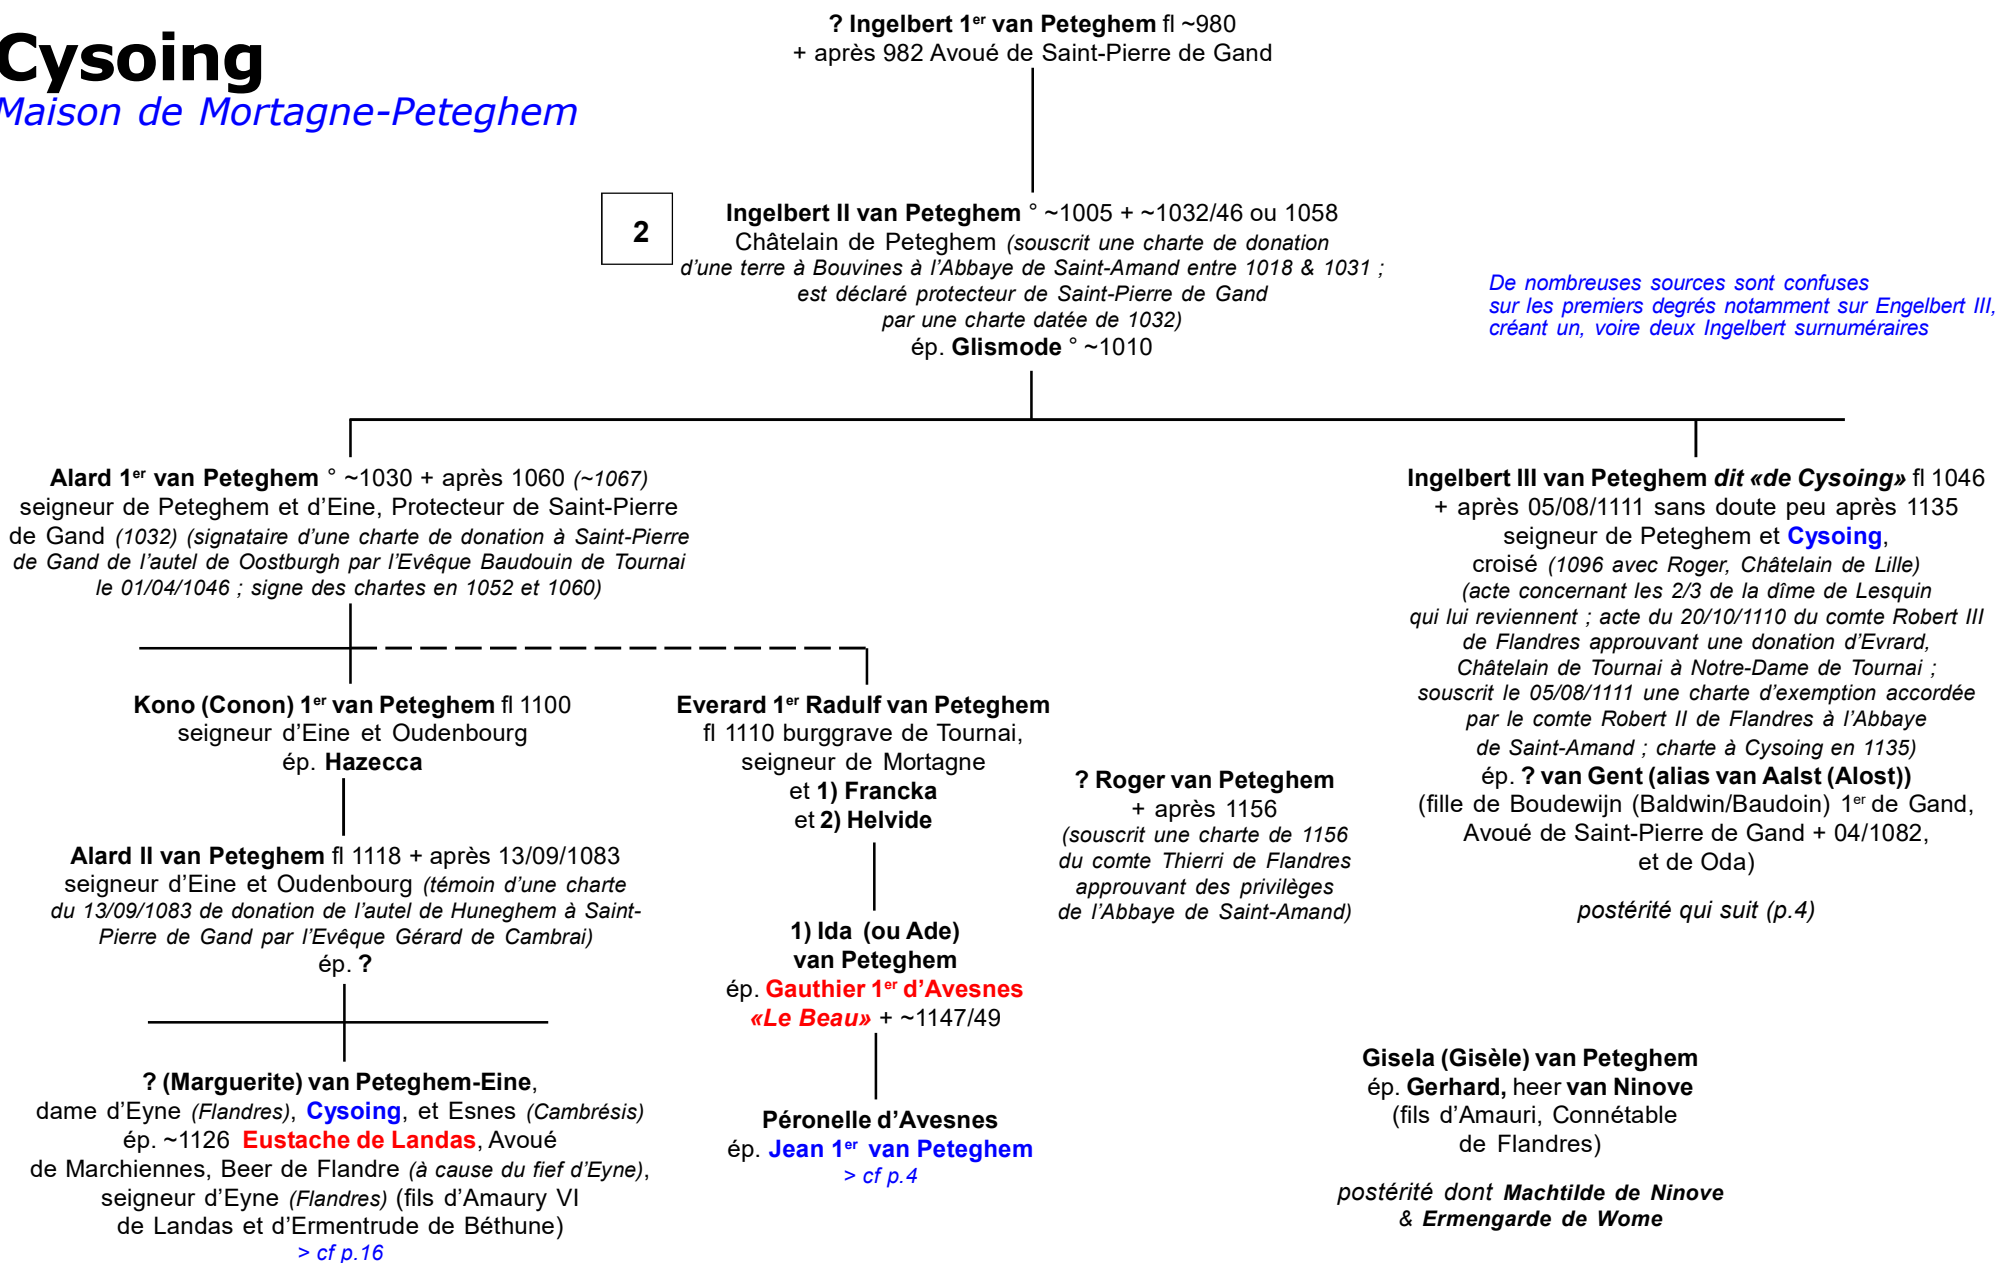 Cysoing
Maison de Mortagne-Peteghem
? Ingelbert 1er van Peteghem fl ~980
+ après 982 Avoué de Saint-Pierre de Gand
2
Ingelbert II van Peteghem ° ~1005 + ~1032/46 ou 1058
Châtelain de Peteghem (souscrit une charte de donation
d’une terre à Bouvines à l’Abbaye de Saint-Amand entre 1018 & 1031 ;
est déclaré protecteur de Saint-Pierre de Gand
par une charte datée de 1032)
ép. Glismode ° ~1010
De nombreuses sources sont confuses
sur les premiers degrés notamment sur Engelbert III,
créant un, voire deux Ingelbert surnuméraires
Alard 1er van Peteghem ° ~1030 + après 1060 (~1067)
seigneur de Peteghem et d’Eine, Protecteur de Saint-Pierre
de Gand (1032) (signataire d’une charte de donation à Saint-Pierre
de Gand de l’autel de Oostburgh par l’Evêque Baudouin de Tournai
le 01/04/1046 ; signe des chartes en 1052 et 1060)
Ingelbert III van Peteghem dit «de Cysoing» fl 1046
+ après 05/08/1111 sans doute peu après 1135
seigneur de Peteghem et Cysoing,
croisé (1096 avec Roger, Châtelain de Lille)
(acte concernant les 2/3 de la dîme de Lesquin
qui lui reviennent ; acte du 20/10/1110 du comte Robert III
de Flandres approuvant une donation d’Evrard,
Châtelain de Tournai à Notre-Dame de Tournai ;
souscrit le 05/08/1111 une charte d’exemption accordée
par le comte Robert II de Flandres à l’Abbaye
de Saint-Amand ; charte à Cysoing en 1135)
ép. ? van Gent (alias van Aalst (Alost))
(fille de Boudewijn (Baldwin/Baudoin) 1er de Gand,
Avoué de Saint-Pierre de Gand + 04/1082,
et de Oda)
postérité qui suit (p.4)
Kono (Conon) 1er van Peteghem fl 1100
seigneur d’Eine et Oudenbourg
ép. Hazecca
Everard 1er Radulf van Peteghem
fl 1110 burggrave de Tournai,
seigneur de Mortagne
et 1) Francka
et 2) Helvide
? Roger van Peteghem
+ après 1156
(souscrit une charte de 1156
du comte Thierri de Flandres
approuvant des privilèges
de l’Abbaye de Saint-Amand)
Alard II van Peteghem fl 1118 + après 13/09/1083
seigneur d’Eine et Oudenbourg (témoin d’une charte
du 13/09/1083 de donation de l’autel de Huneghem à Saint-
Pierre de Gand par l’Evêque Gérard de Cambrai)
ép. ?
1) Ida (ou Ade)
van Peteghem
ép. Gauthier 1er d’Avesnes
«Le Beau» + ~1147/49
? (Marguerite) van Peteghem-Eine,
dame d’Eyne (Flandres), Cysoing, et Esnes (Cambrésis)
ép. ~1126 Eustache de Landas, Avoué
de Marchiennes, Beer de Flandre (à cause du fief d’Eyne),
seigneur d’Eyne (Flandres) (fils d’Amaury VI
de Landas et d’Ermentrude de Béthune)
> cf p.16
Péronelle d’Avesnes
ép. Jean 1er van Peteghem
> cf p.4
Gisela (Gisèle) van Peteghem
ép. Gerhard, heer van Ninove
(fils d’Amauri, Connétable
de Flandres)
postérité dont Machtilde de Ninove
& Ermengarde de Wome